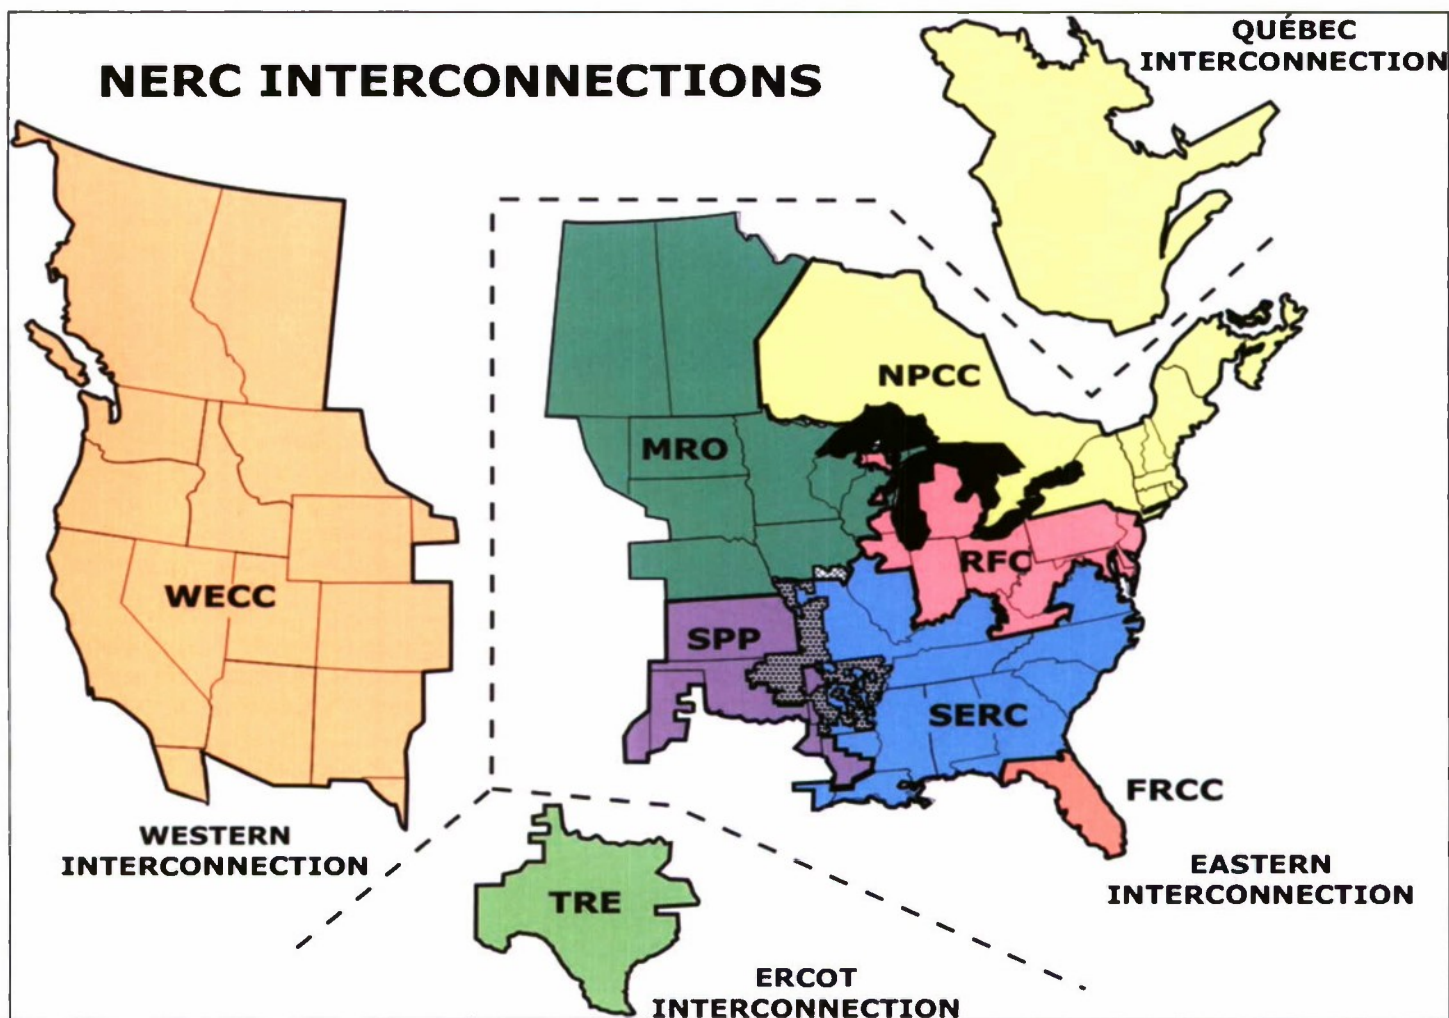 QUÉBEC
INTERCONNECTION
NERC INTERCONNECTIONS
NPCC
MRO
RFC
WECC
SPP
SERC
FRCC
WESTERN
INTERCONNECTION
EASTERN
INTERCONNECTION
TRE
ERCOT
INTERCONNECTION